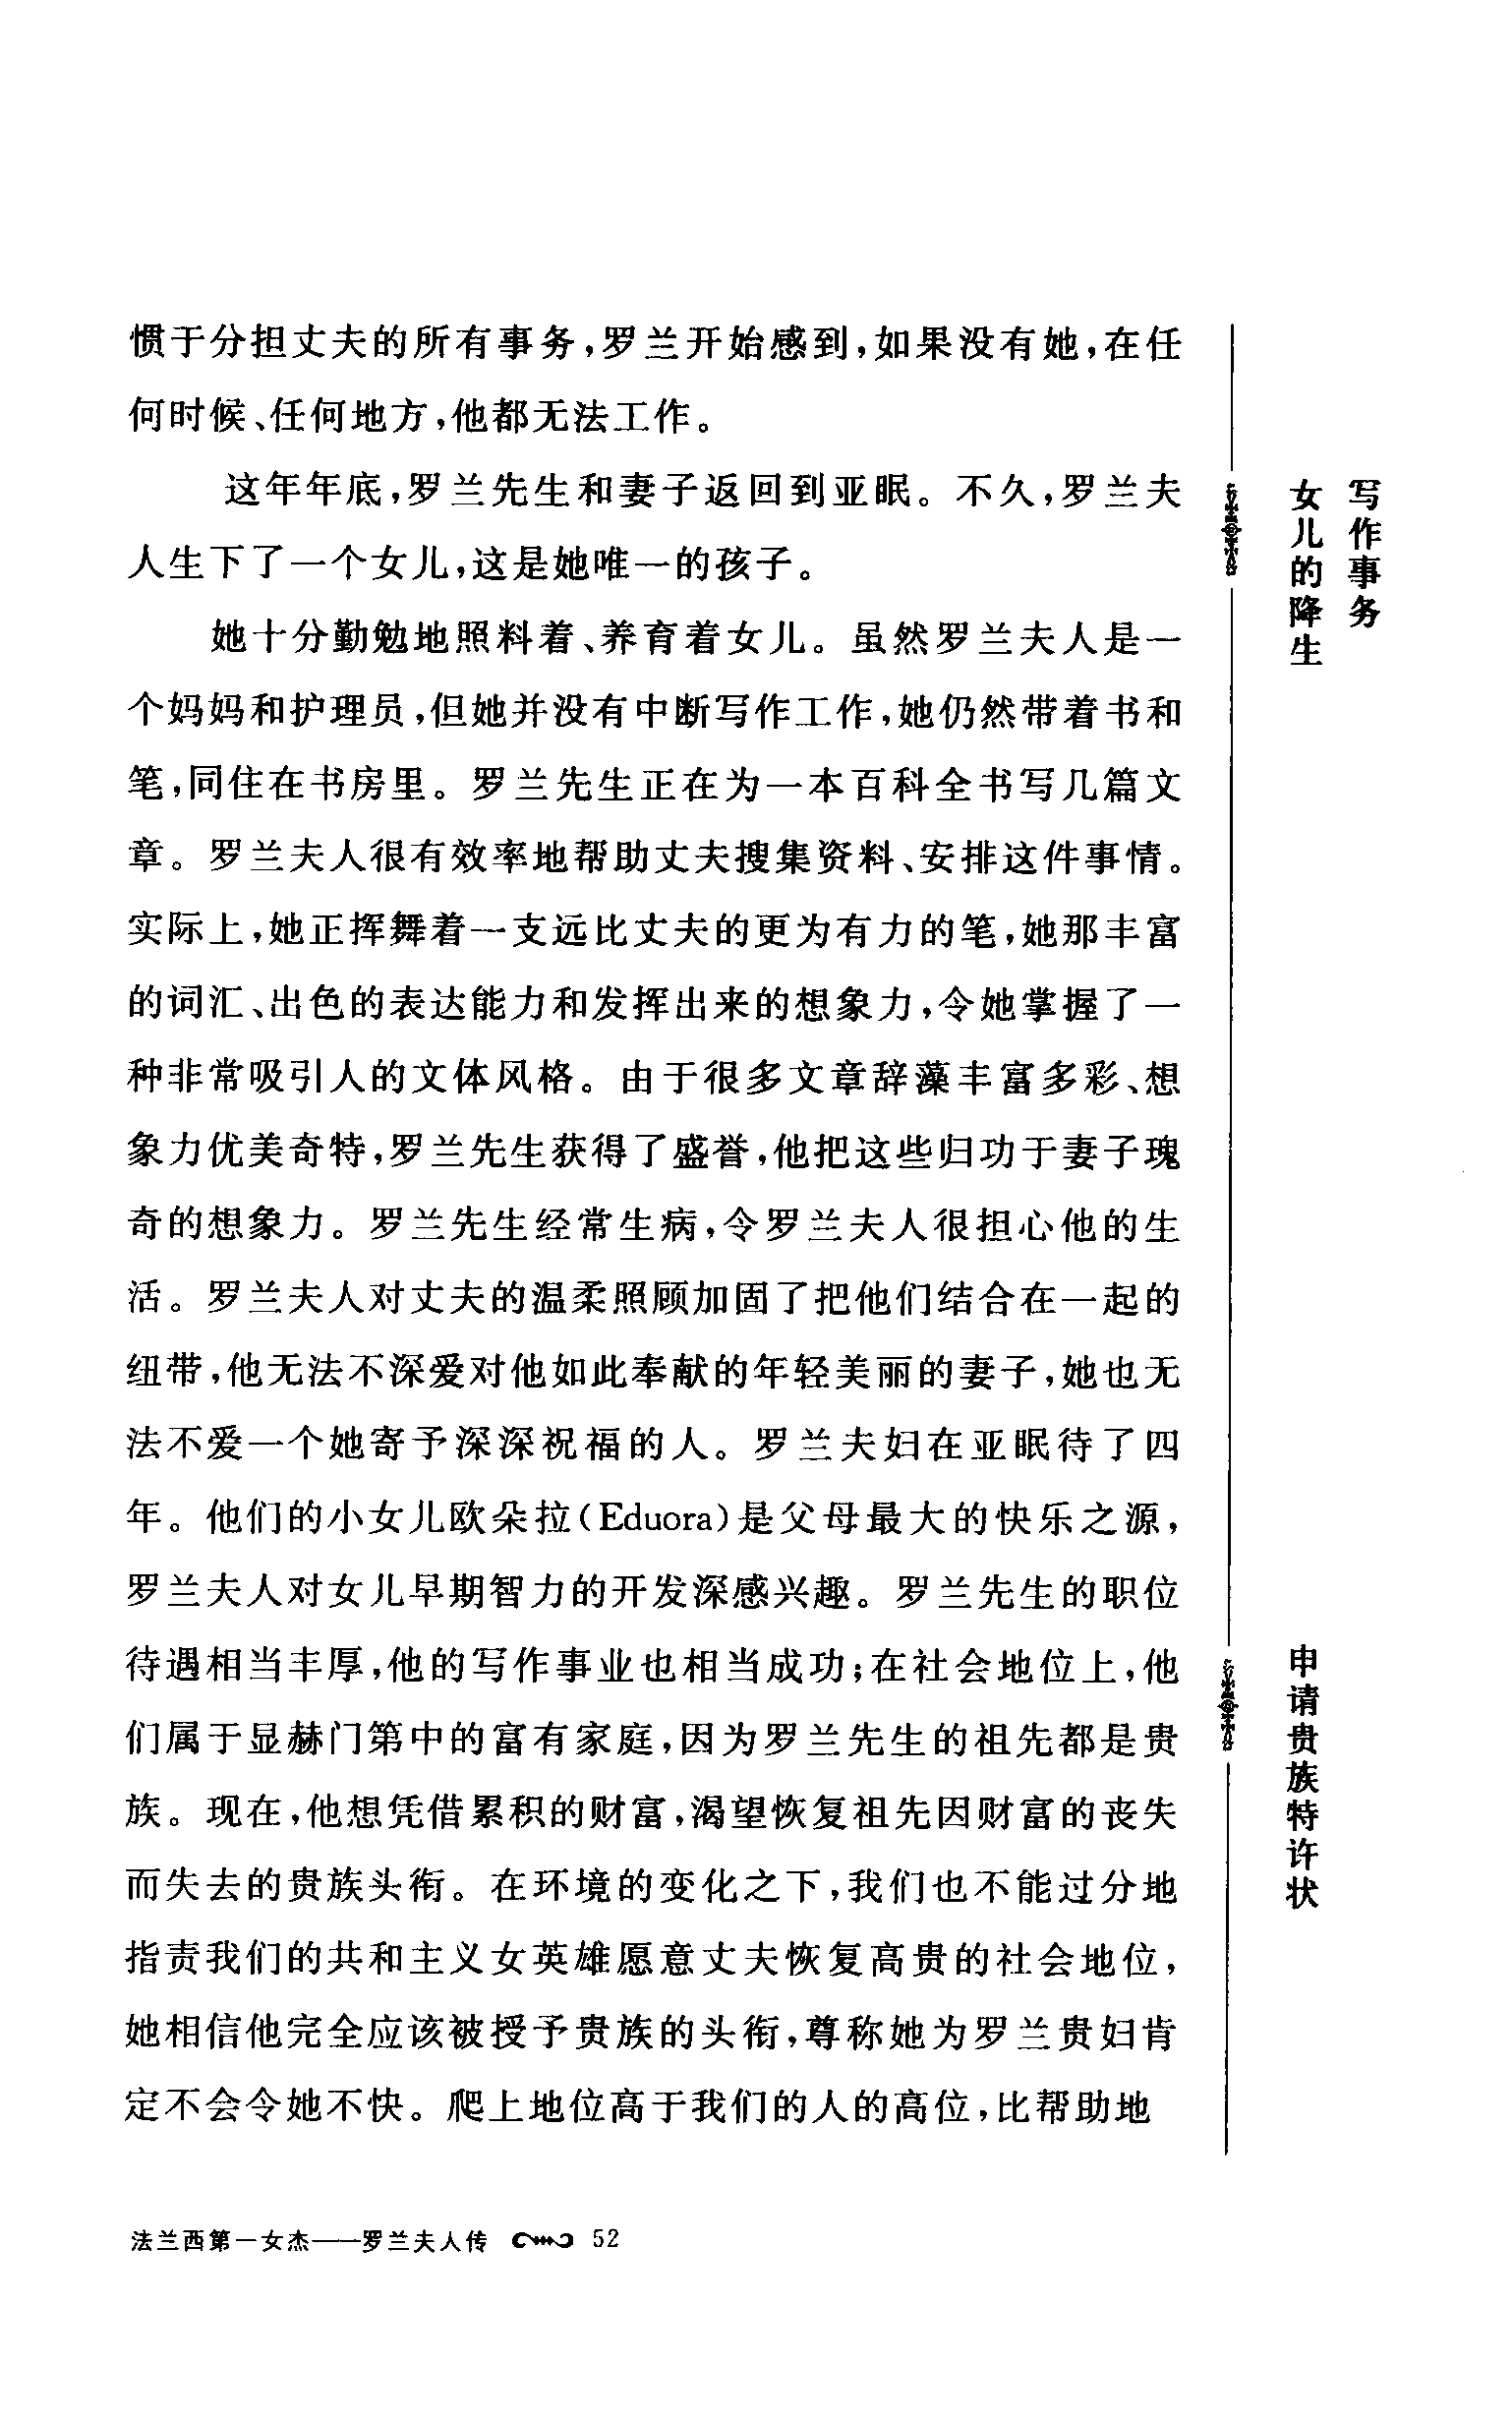 惯于分担丈夫的所有事务,罗兰开始感到,如果没有她,在任
何时候、任何地方,他都无法工作。
这年年底,罗兰先生和妻子返回到亚眠。不久,罗兰夫
人生下了一个女儿,这是她唯一的孩子。
她十分勤勉地照料着、养育着女儿。虽然罗兰夫人是一
个妈妈和护理员,但她并没有中断写作工作,她仍然带着书和
笔,同住在书房里。罗兰先生正在为一本百科全书写几篇文
章。罗兰夫人很有效率地帮助丈夫搜集资料、安排这件事情。
实际上,她正挥舞着一支远比丈夫的更为有力的笔,她那丰富
的词汇、出色的表达能力和发挥出来的想象力,令她掌握了一
种非常吸引人的文体风格。由于很多文章辞藻丰富多彩、想
象力优美奇特,罗兰先生获得了盛誉,他把这些归功于妻子瑰
奇的想象力。罗兰先生经常生病,令罗兰夫人很担心他的生
活。罗兰夫人对丈夫的温柔照顾加固了把他们结合在一起的
纽带,他无法不深爱对他如此奉献的年轻美丽的妻子,她也无
法不爱一个她寄予深深祝福的人。罗兰夫妇在亚眠待了四
年。他们的小女儿欧朵拉(Eduora)是父母最大的快乐之源,
罗兰夫人对女儿早期智力的开发深感兴趣。罗兰先生的职位
待遇相当丰厚,他的写作事业也相当成功;在社会地位上,他
们属于显赫门第中的富有家庭,因为罗兰先生的祖先都是贵
族。现在,他想凭借累积的财富,渴望恢复祖先因财富的丧失
而失去的贵族头衔。在环境的变化之下,我们也不能过分地
指责我们的共和主义女英雄愿意丈夫恢复高贵的社会地位,
她相信他完全应该被授予贵族的头衔,尊称她为罗兰贵妇肯
定不会令她不快。爬上地位高于我们的人的高位,比帮助地
写作事务
女儿的降生
申请贵族特许状
法兰西第一女杰——罗兰夫人传 52